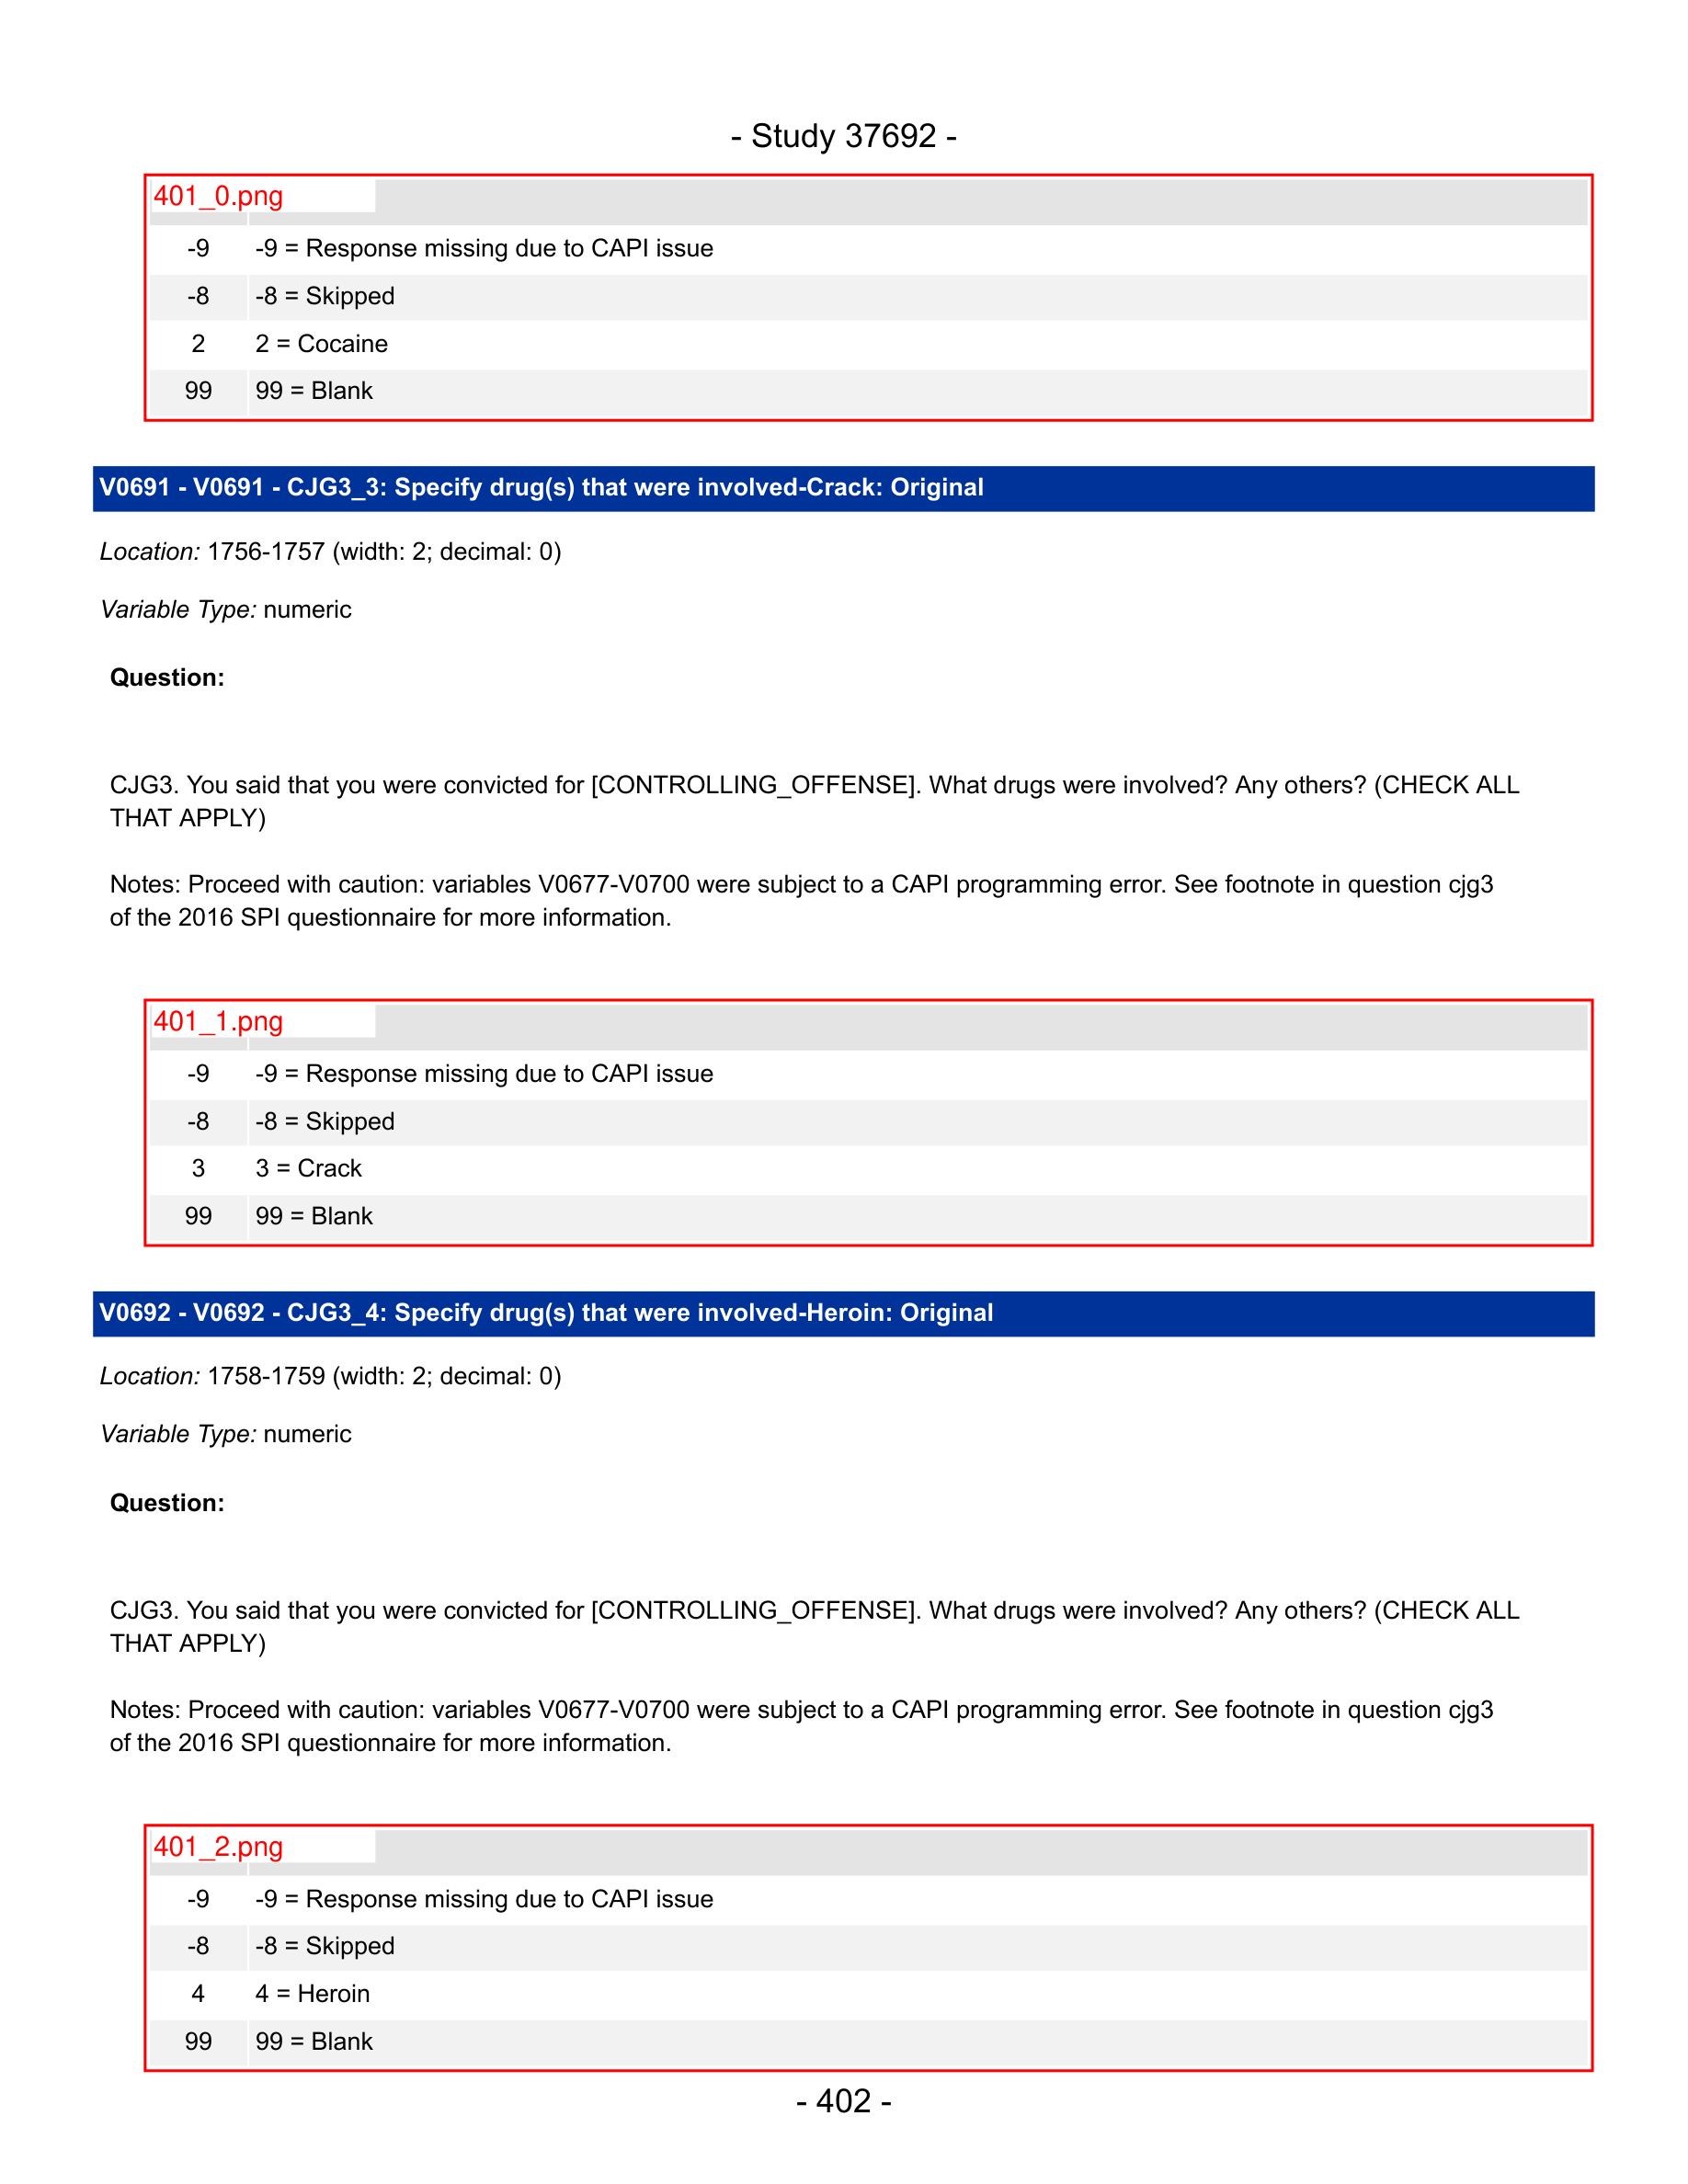 - Study 37692 -
401_0.png
-9 -9 = Response missing due to CAPI issue
-8 -8 = Skipped
2 2 = Cocaine
99 99 = Blank
V0691 - V0691 - CJG3_3: Specify drug(s) that were involved-Crack: Original
Location: 1756-1757 (width: 2; decimal: 0)
Variable Type: numeric
Question:
CJG3. You said that you were convicted for [CONTROLLING_OFFENSE]. What drugs were involved? Any others? (CHECK ALL
THAT APPLY)
Notes: Proceed with caution: variables V0677-V0700 were subject to a CAPI programming error. See footnote in question cjg3
of the 2016 SPI questionnaire for more information.
401_1.png
-9 -9 = Response missing due to CAPI issue
-8 -8 = Skipped
3 3 = Crack
99 99 = Blank
V0692 - V0692 - CJG3_4: Specify drug(s) that were involved-Heroin: Original
Location: 1758-1759 (width: 2; decimal: 0)
Variable Type: numeric
Question:
CJG3. You said that you were convicted for [CONTROLLING_OFFENSE]. What drugs were involved? Any others? (CHECK ALL
THAT APPLY)
Notes: Proceed with caution: variables V0677-V0700 were subject to a CAPI programming error. See footnote in question cjg3
of the 2016 SPI questionnaire for more information.
401_2.png
-9 -9 = Response missing due to CAPI issue
-8 -8 = Skipped
4 4 = Heroin
99 99 = Blank
- 402 -